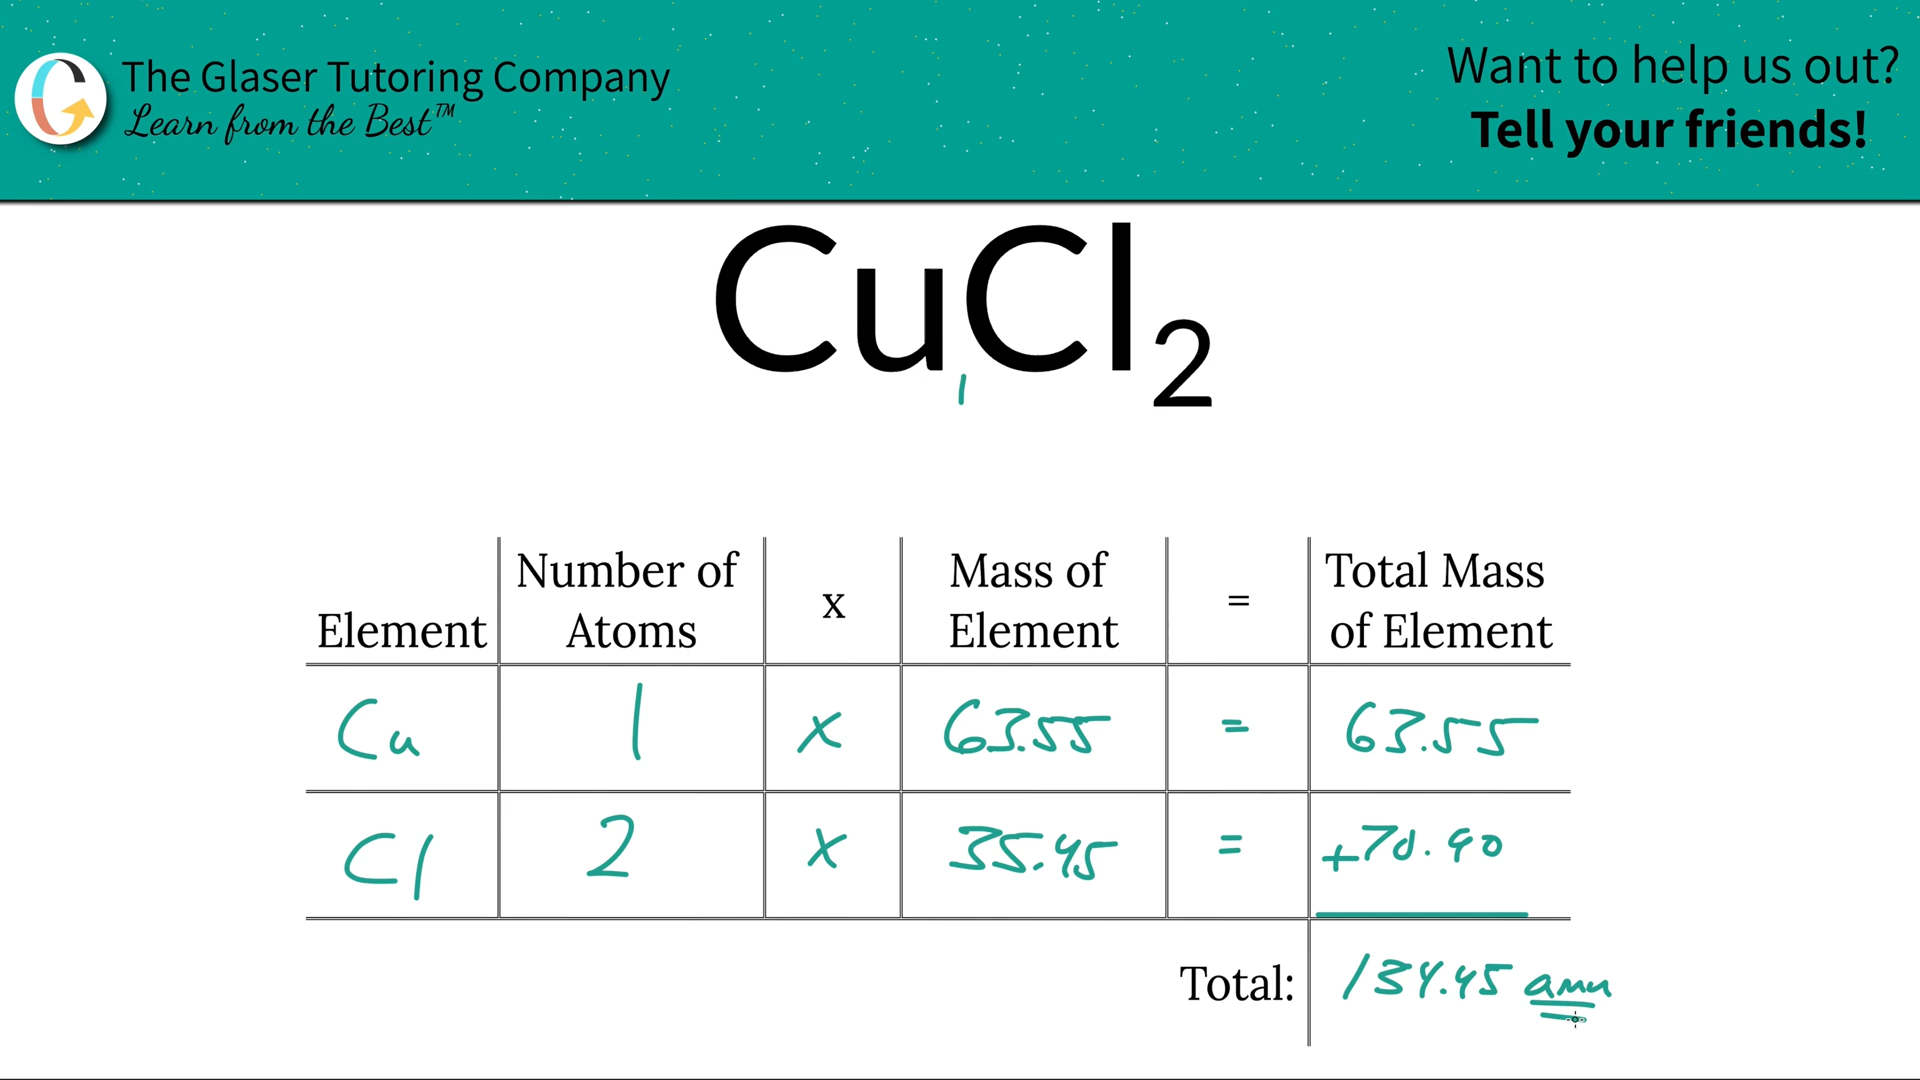 The Glaser Tutoring Company
Learn from the Best™
Want to help us out?
Tell your friends!
CuCl₂
1
Element Number of Atoms x Mass of Element = Total Mass of Element
Cu 1 x 63.55 = 63.55
Cl 2 x 35.45 = +70.90
Total: 134.45 amu